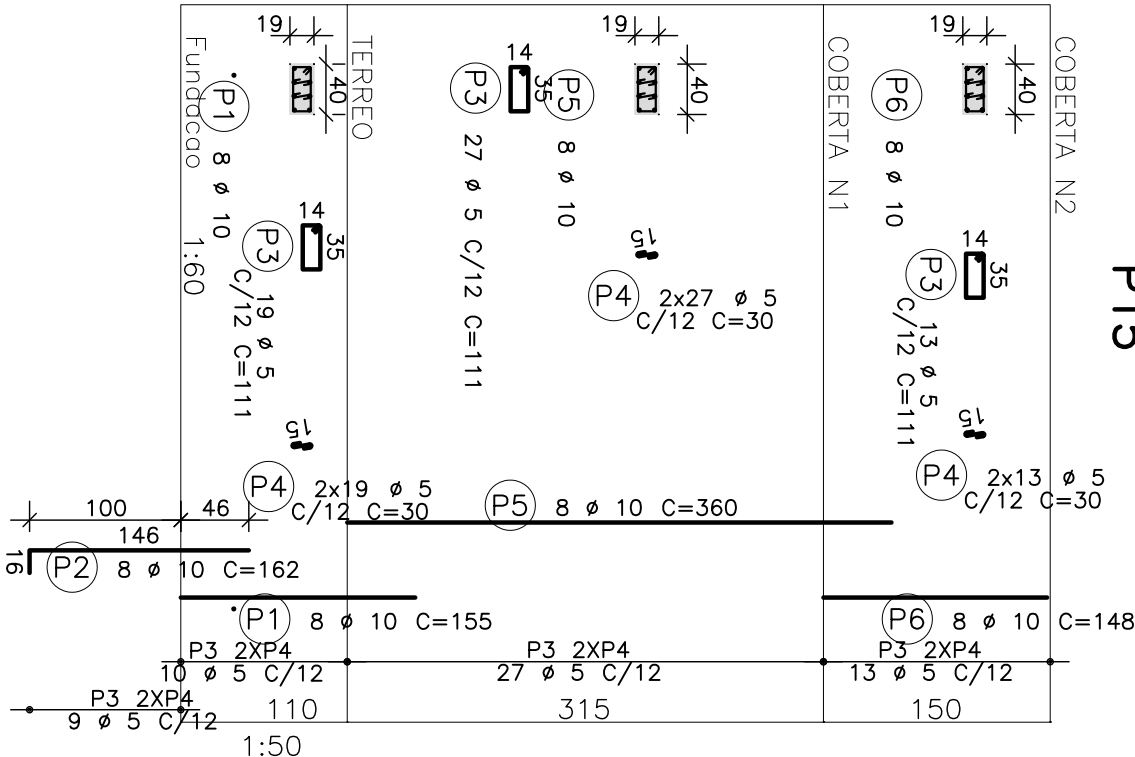 19
40
P1
8 ø 10
Fundacao
1:60
14
35
P3
19 ø 5
C/12 C=111
15
P4
2x19 ø 5
C/12 C=30
TERREO
P3
14
35
27 ø 5 C/12 C=111
P5
8 ø 10
19
40
15
P4
2x27 ø 5
C/12 C=30
COBERTA N1
P6
8 ø 10
19
40
14
35
P3
13 ø 5
C/12 C=111
15
P4
2x13 ø 5
C/12 C=30
COBERTA N2
P15
100
46
146
16
P2
8 ø 10 C=162
P5
8 ø 10 C=360
P1
8 ø 10 C=155
P6
8 ø 10 C=148
P3 2XP4
10 ø 5 C/12
P3 2XP4
27 ø 5 C/12
P3 2XP4
13 ø 5 C/12
P3 2XP4
9 ø 5 C/12
110
315
150
1:50